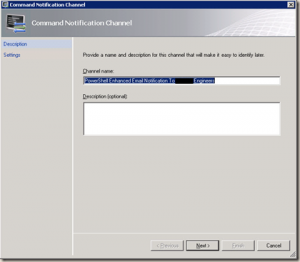 Command Notification Channel
Command Notification Channel
Description
Settings
Provide a name and description for this channel that will make it easy to identify later.
Channel name:
PowerShell Enhanced Email Notification To Engineers
Description (optional):
< Previous
Next >
Finish
Cancel